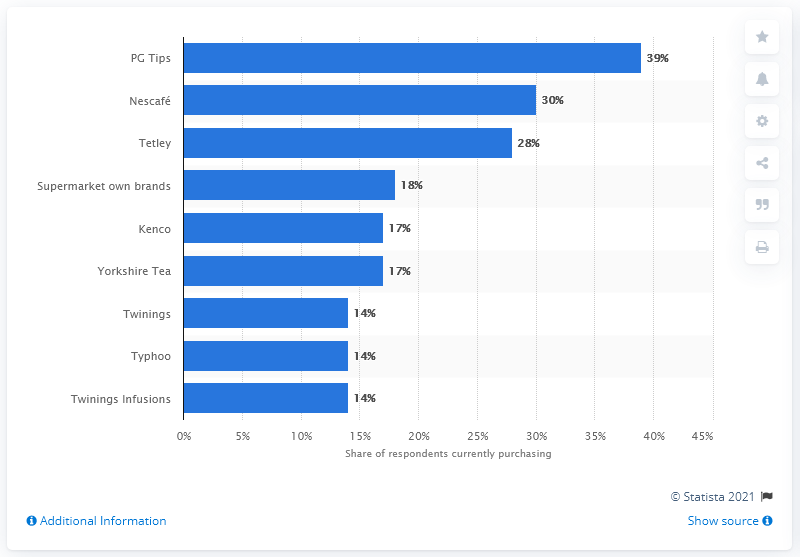 PG Tips 39%
Nescafé 30%
Tetley 28%
Supermarket own brands 18%
Kenco 17%
Yorkshire Tea 17%
Twinings 14%
Typhoo 14%
Twinings Infusions 14%
0% 5% 10% 15% 20% 25% 30% 35% 40% 45%
Share of respondents currently purchasing
© Statista 2021
Additional Information Show source